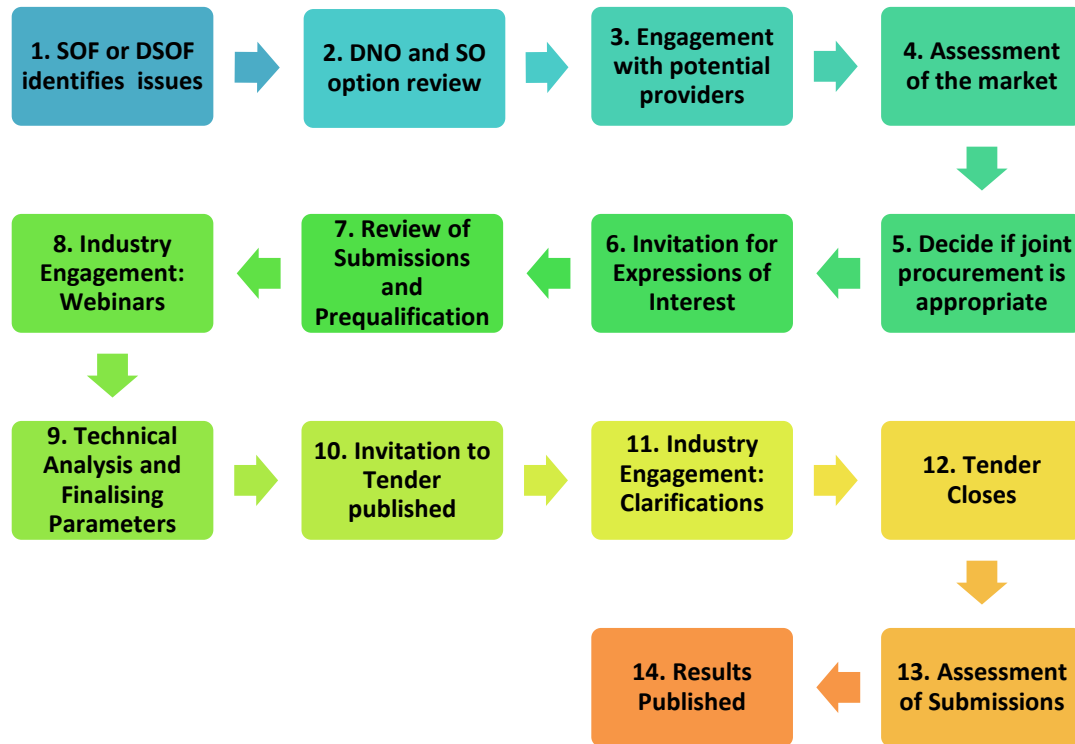 1. SOF or DSOF
identifies issues
2. DNO and SO
option review
3. Engagement
with potential
providers
4. Assessment
of the market
5. Decide if joint
procurement is
appropriate
6. Invitation for
Expressions of
Interest
7. Review of
Submissions
and
Prequalification
8. Industry
Engagement:
Webinars
9. Technical
Analysis and
Finalising
Parameters
10. Invitation to
Tender
published
11. Industry
Engagement:
Clarifications
12. Tender
Closes
13. Assessment
of Submissions
14. Results
Published